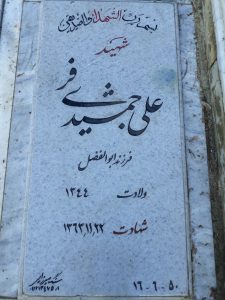 شهید
علی جمشیدی فر
فرزند ابوالفضل
ولادت ۱۳۴۴
شهادت ۱۳۶۳/۱۱/۲۲
۱۶-۶-۵۰